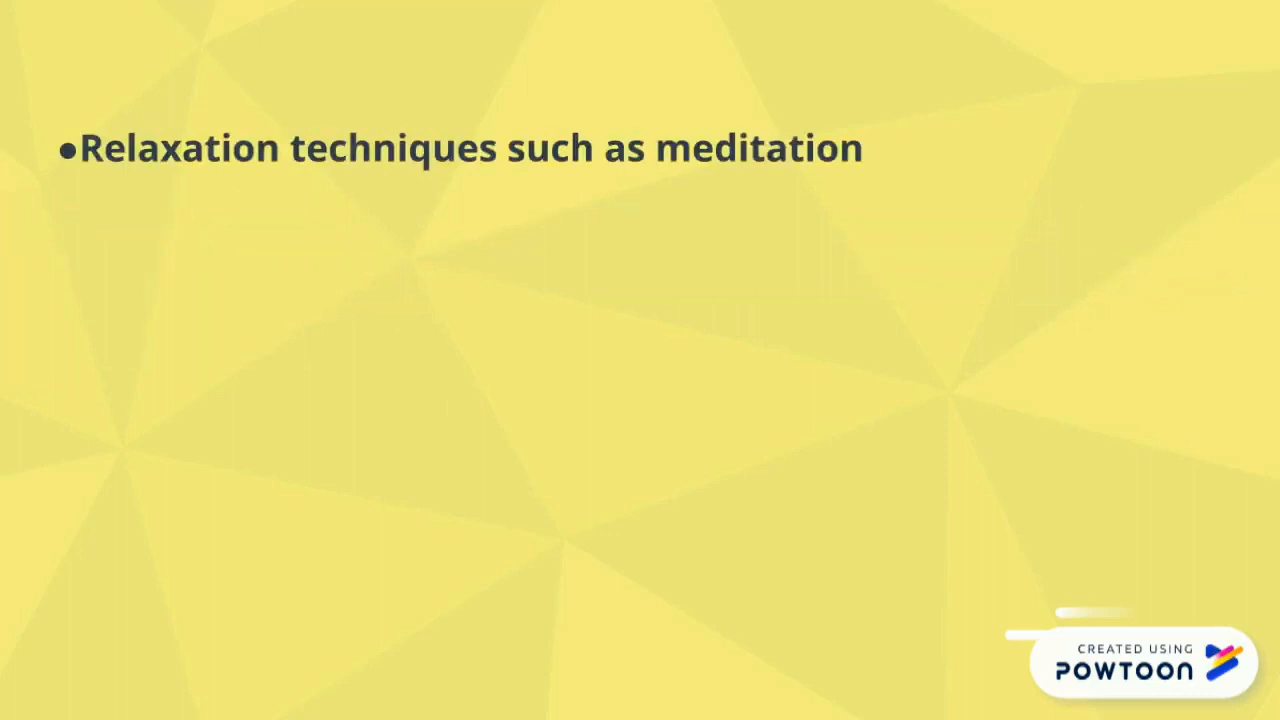 ●Relaxation techniques such as meditation
CREATED USING
POWTOON